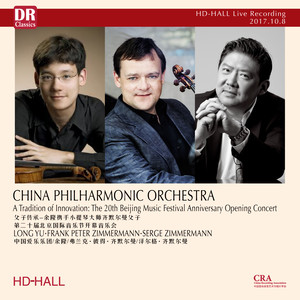 DR
Classics
HD-HALL Live Recording
2017.10.8
CHINA PHILHARMONIC ORCHESTRA
A Tradition of Innovation: The 20th Beijing Music Festival Anniversary Opening Concert
父子传承-余隆携手小提琴大师齐默尔曼父子
第二十届北京国际音乐节开幕音乐会
LONG YU-FRANK PETER ZIMMERMANN-SERGE ZIMMERMANN
中国爱乐乐团/余隆/弗兰克·彼得·齐默尔曼/泽尔格·齐默尔曼
HD-HALL
CRA